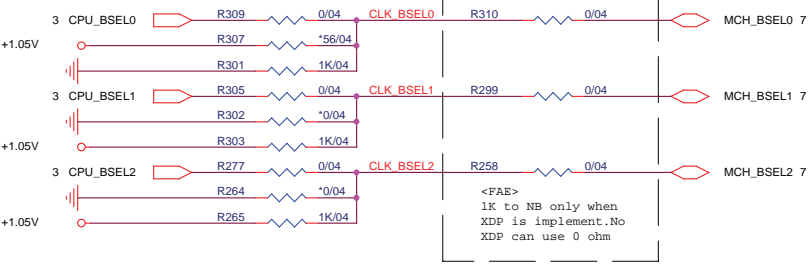 3 CPU_BSEL0 R309 0/04 CLK_BSEL0 R310 0/04 MCH_BSEL0 7
+1.05V R307 *56/04
R301 1K/04
3 CPU_BSEL1 R305 0/04 CLK_BSEL1 R299 0/04 MCH_BSEL1 7
R302 *0/04
+1.05V R303 1K/04
3 CPU_BSEL2 R277 0/04 CLK_BSEL2 R258 0/04 MCH_BSEL2 7
R264 *0/04
+1.05V R265 1K/04
<FAE>
1K to NB only when
XDP is implement.No
XDP can use 0 ohm